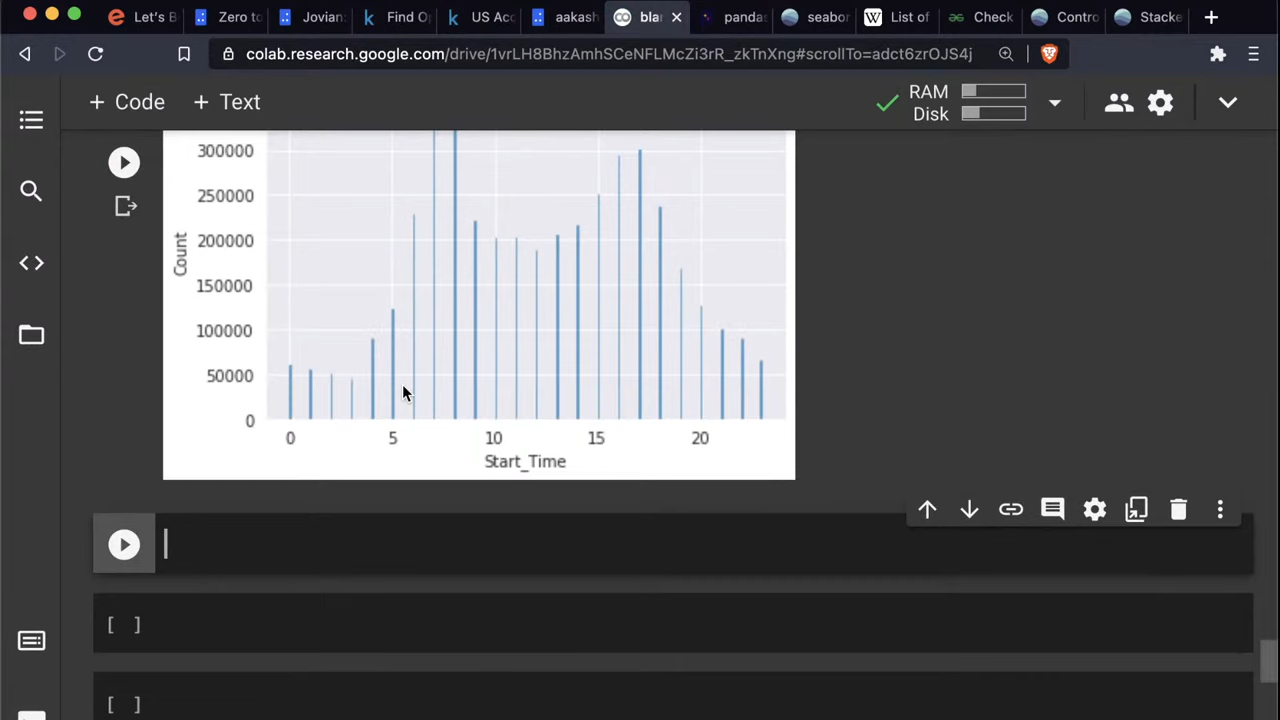 Let's B
Zero to
Jovian:
Find Op
US Acc
aakash
blan
pandas
seabor
List of
Check
Contro
Stacke
colab.research.google.com/drive/1vrLH8BhzAmhSCeNFLMcZi3rR_zkTnXng#scrollTo=adct6zrOJS4j
+ Code + Text
RAM
Disk
300000
250000
200000
150000
100000
50000
0
Count
0 5 10 15 20
Start_Time
[ ]
[ ]